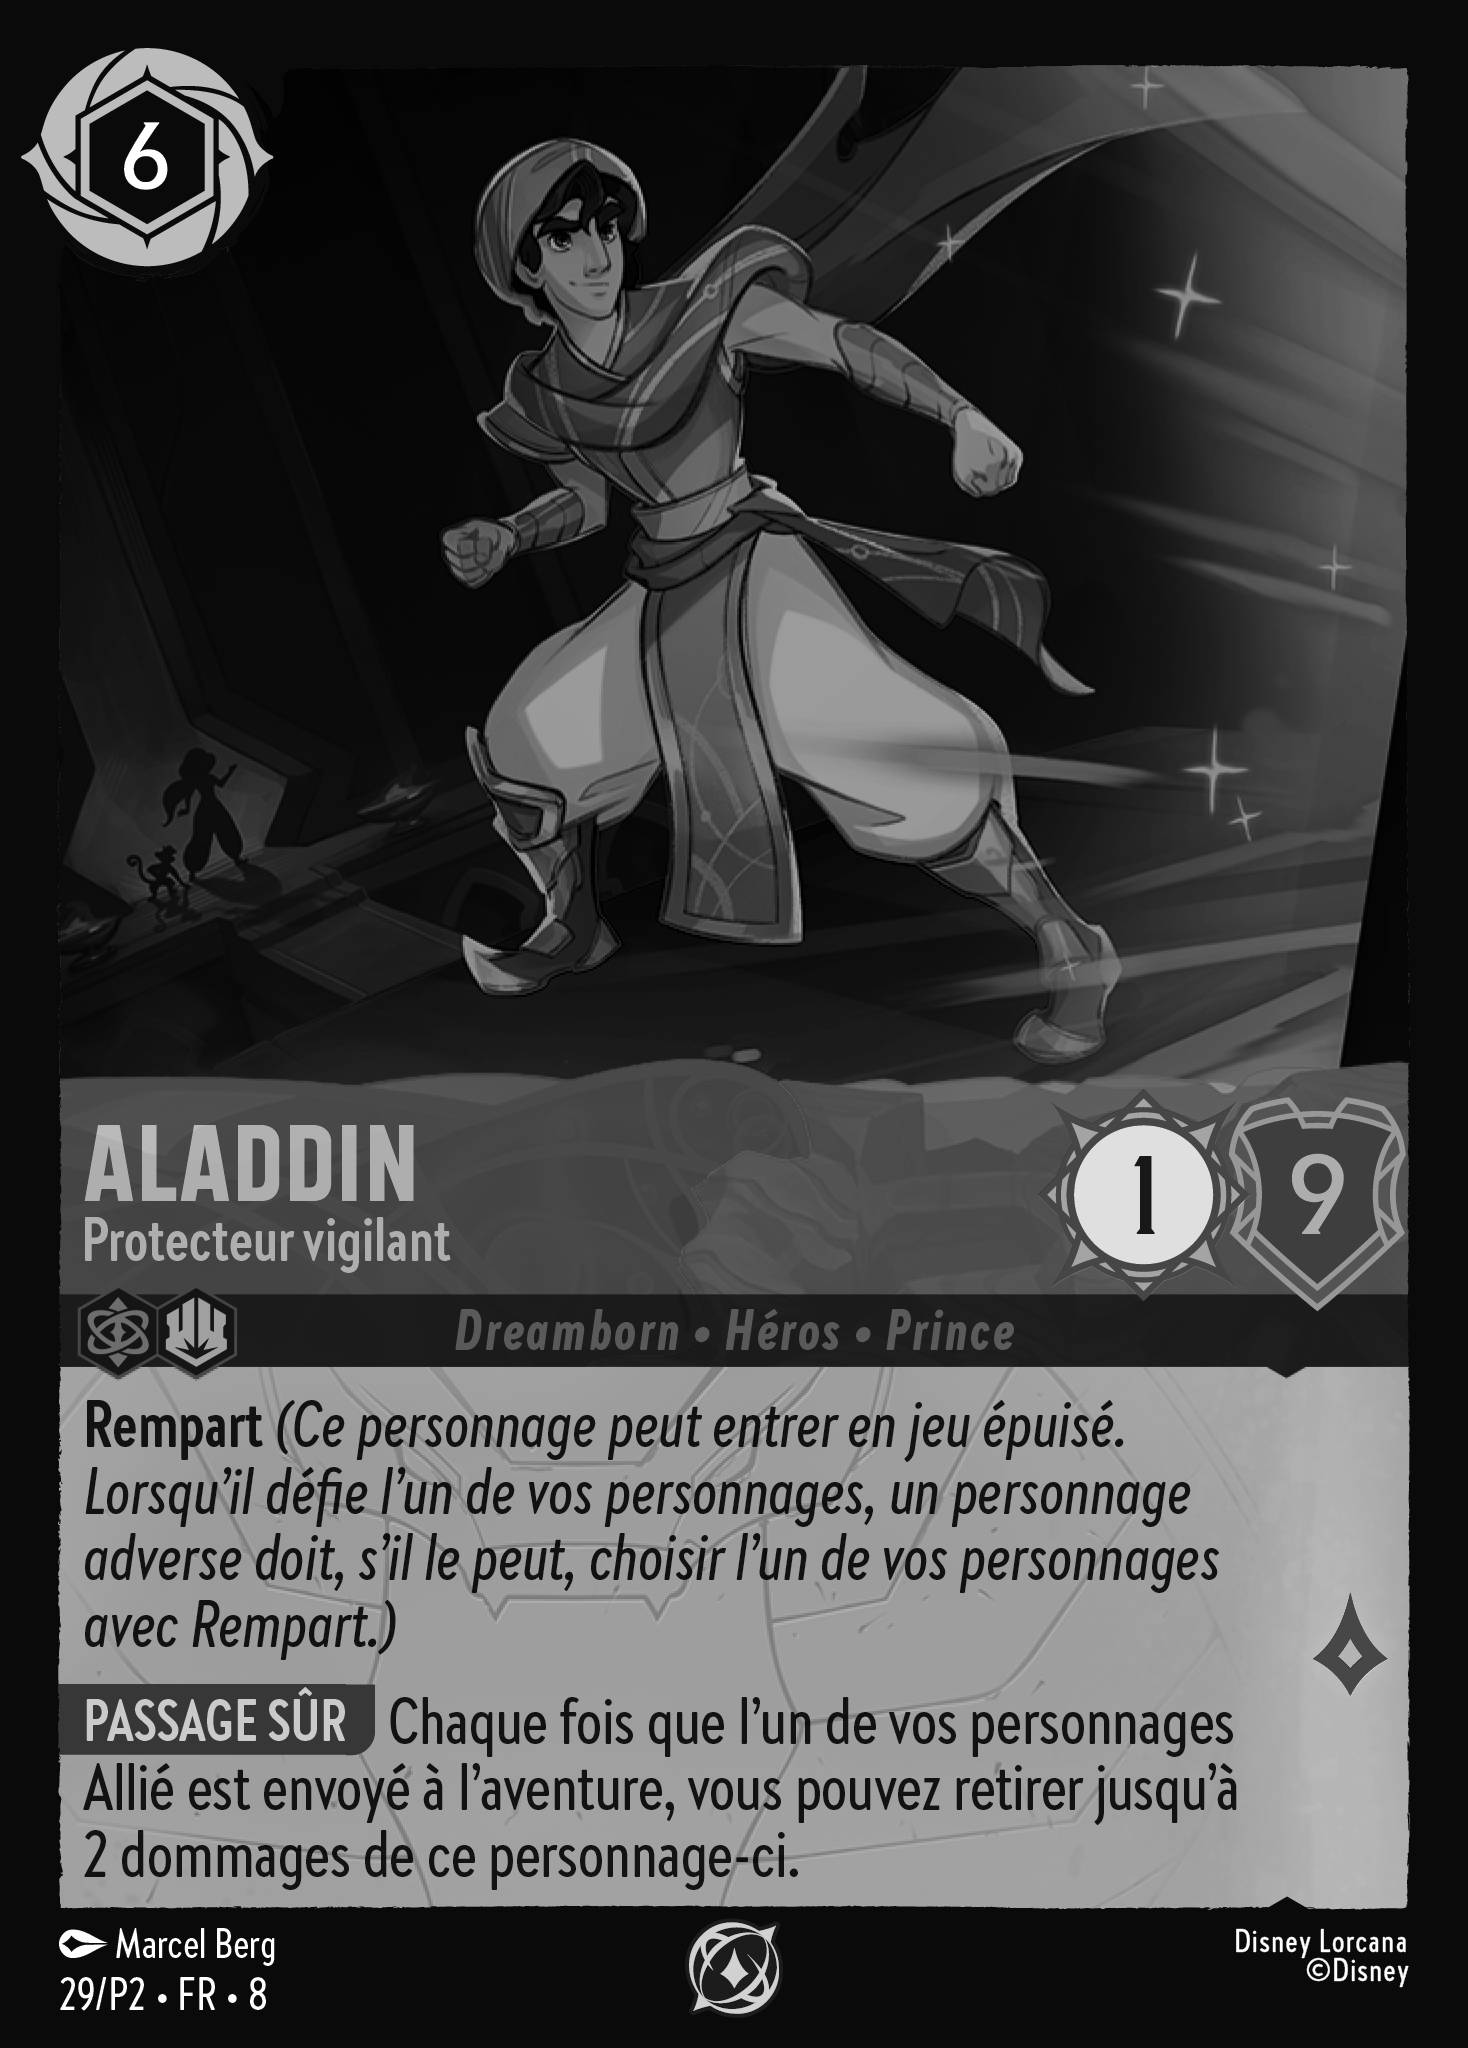 6
ALADDIN
Protecteur vigilant
1
9
Dreamborn • Héros • Prince
Rempart (Ce personnage peut entrer en jeu épuisé.
Lorsqu’il défie l’un de vos personnages, un personnage
adverse doit, s’il le peut, choisir l’un de vos personnages
avec Rempart.)
PASSAGE SÛR Chaque fois que l’un de vos personnages
Allié est envoyé à l’aventure, vous pouvez retirer jusqu’à
2 dommages de ce personnage-ci.
Marcel Berg
29/P2 • FR • 8
Disney Lorcana
©Disney